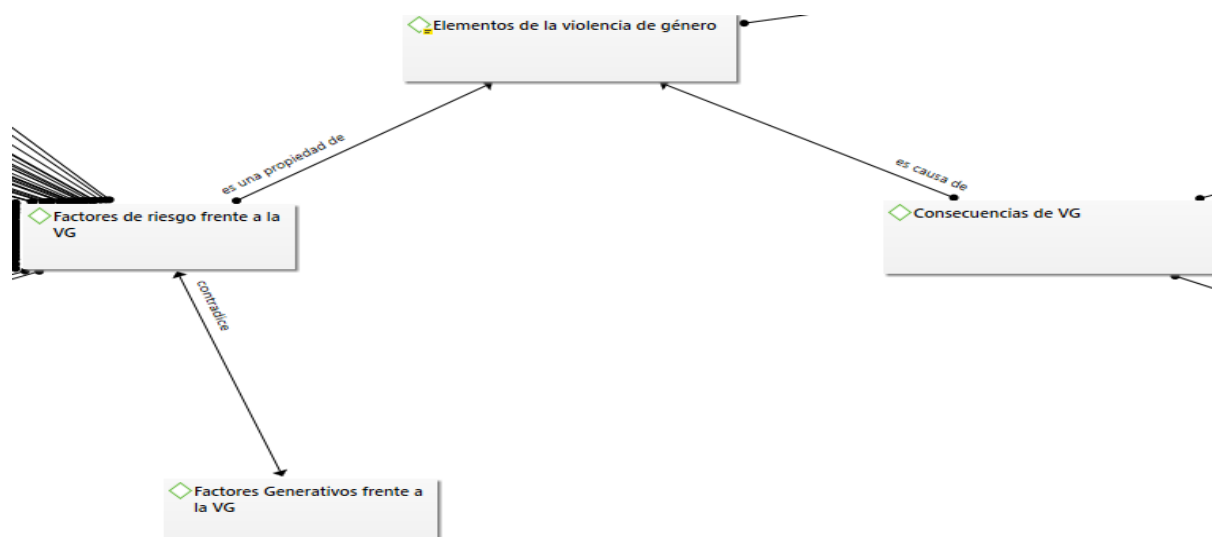 Elementos de la violencia de género
es una propiedad de
es causa de
Factores de riesgo frente a la
VG
Consecuencias de VG
contradice
Factores Generativos frente a
la VG